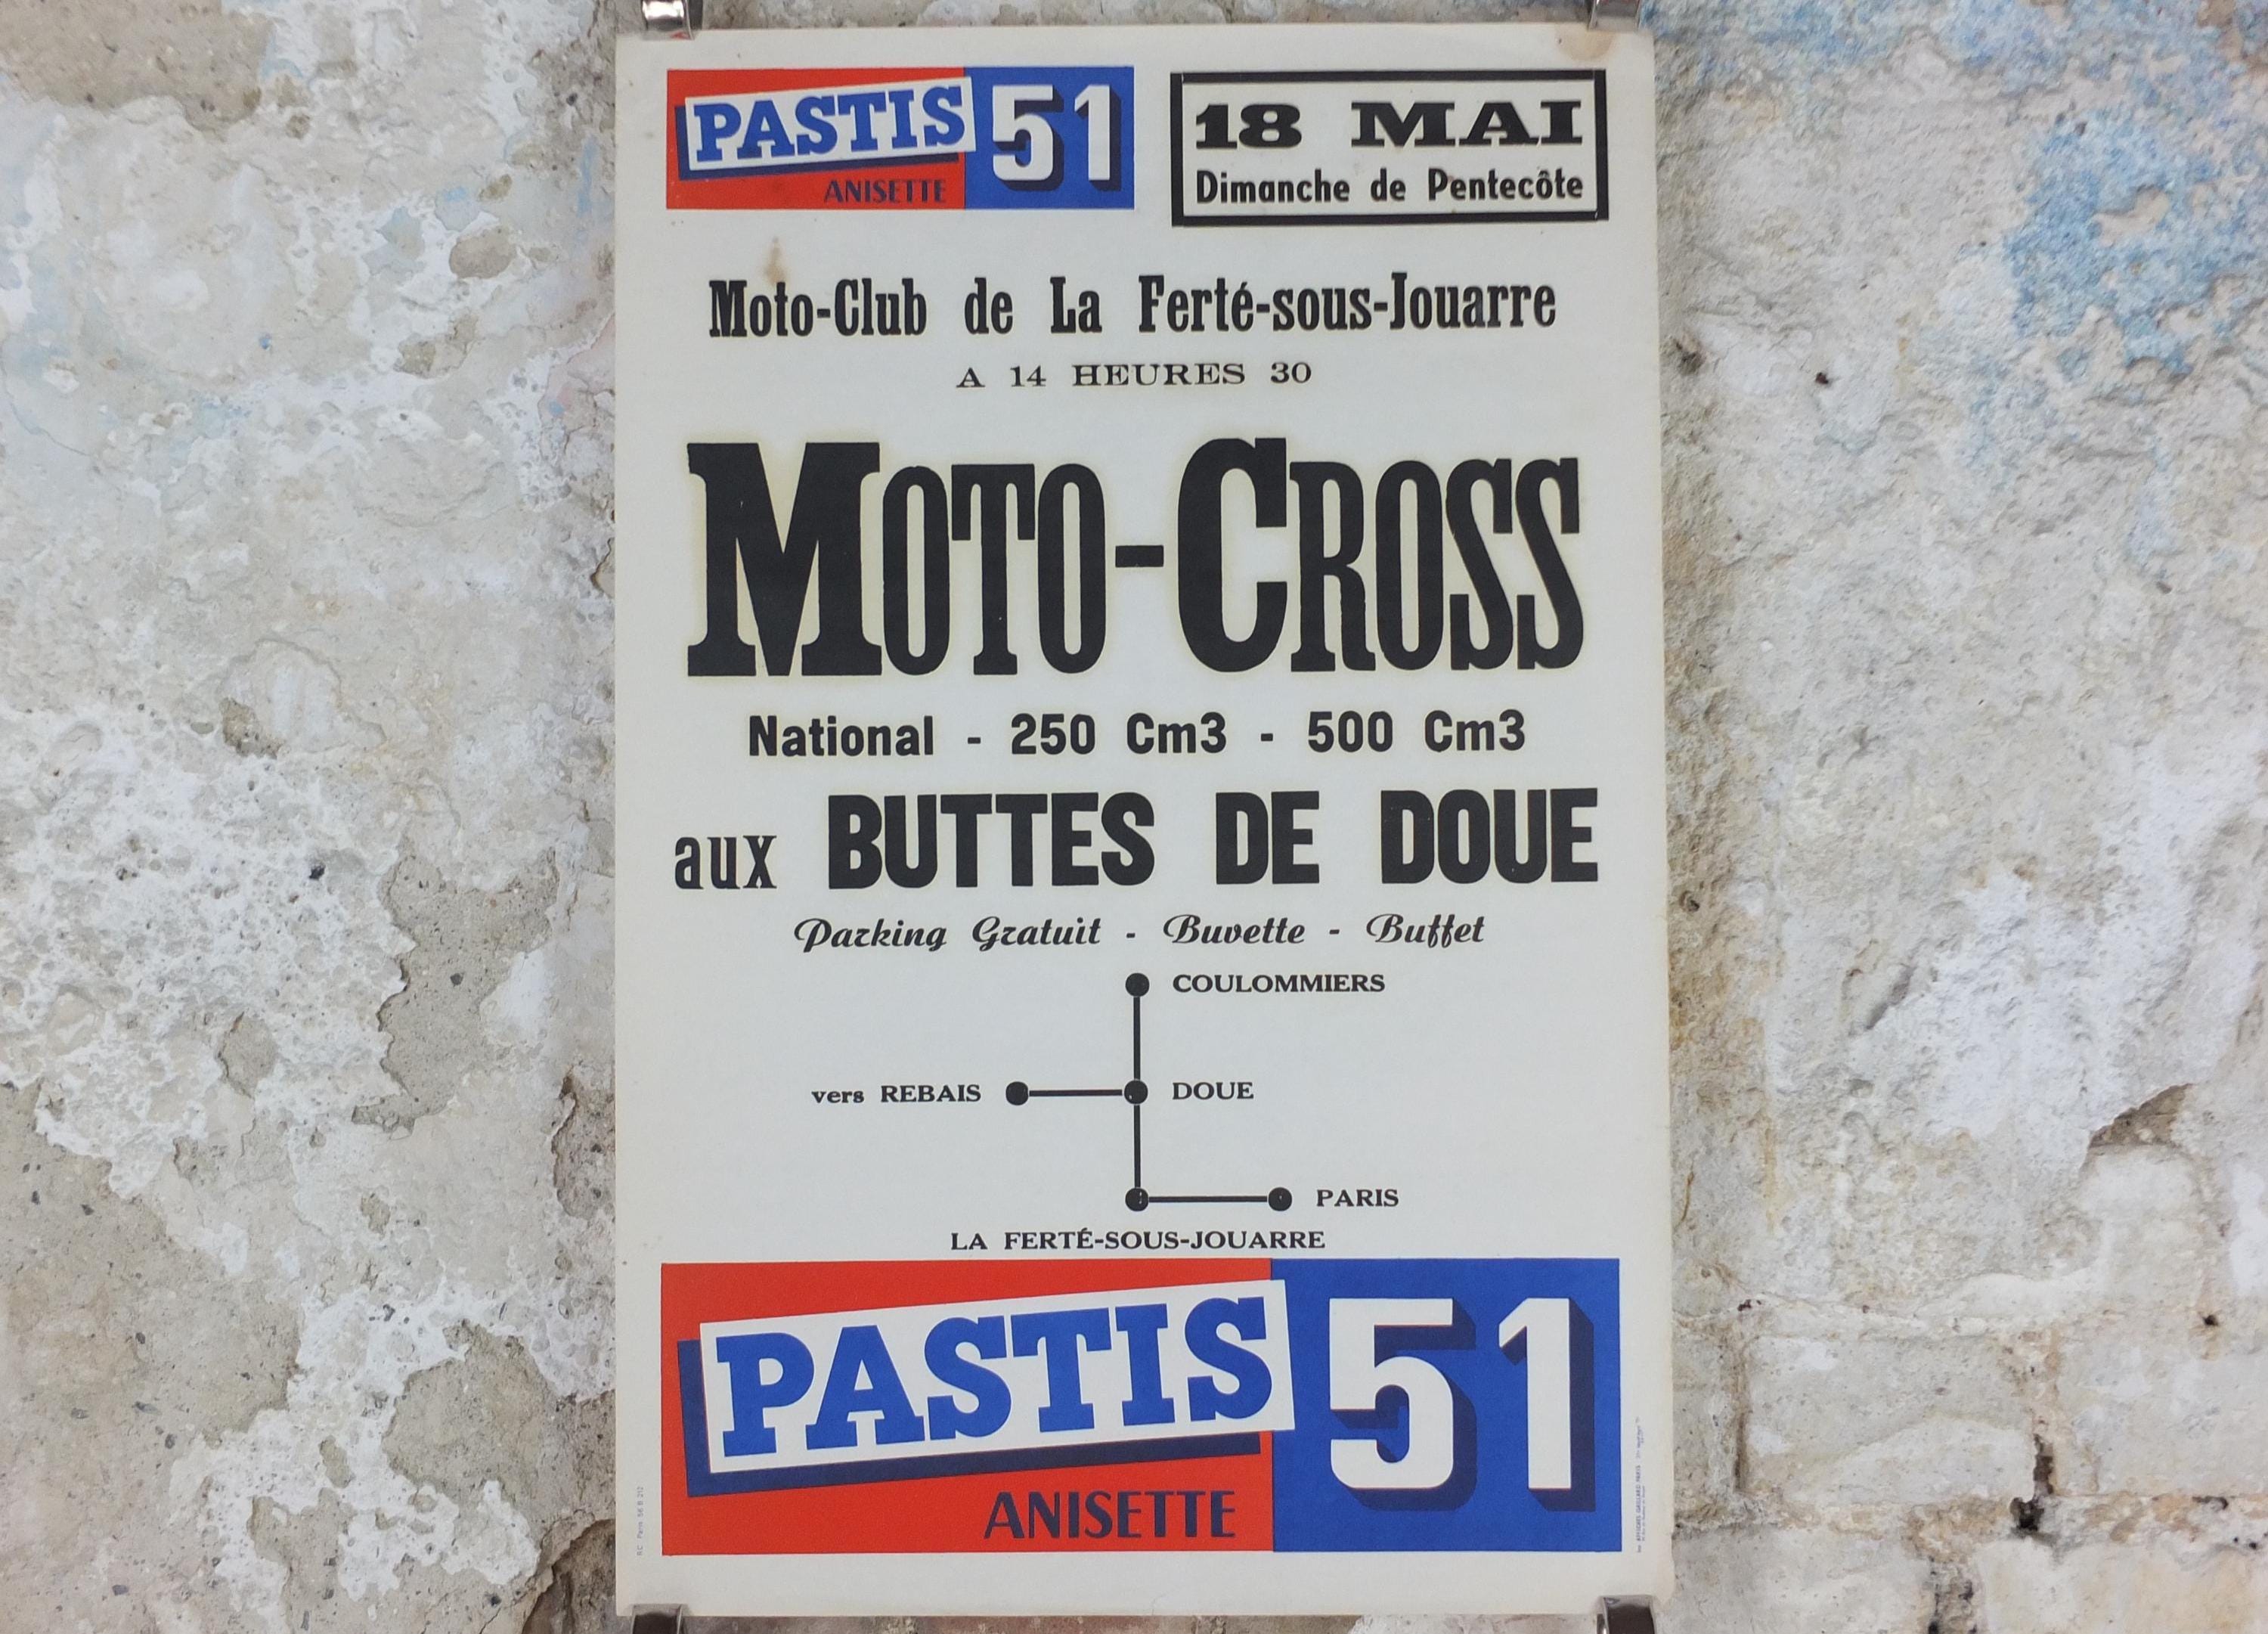 PASTIS 51
ANISETTE
18 MAI
Dimanche de Pentecôte
Moto-Club de La Ferté-sous-Jouarre
A 14 HEURES 30
MOTO-CROSS
National - 250 Cm3 - 500 Cm3
aux BUTTES DE DOUE
Parking Gratuit - Buvette - Buffet
COULOMMIERS
vers REBAIS
DOUE
PARIS
LA FERTÉ-SOUS-JOUARRE
PASTIS 51
ANISETTE